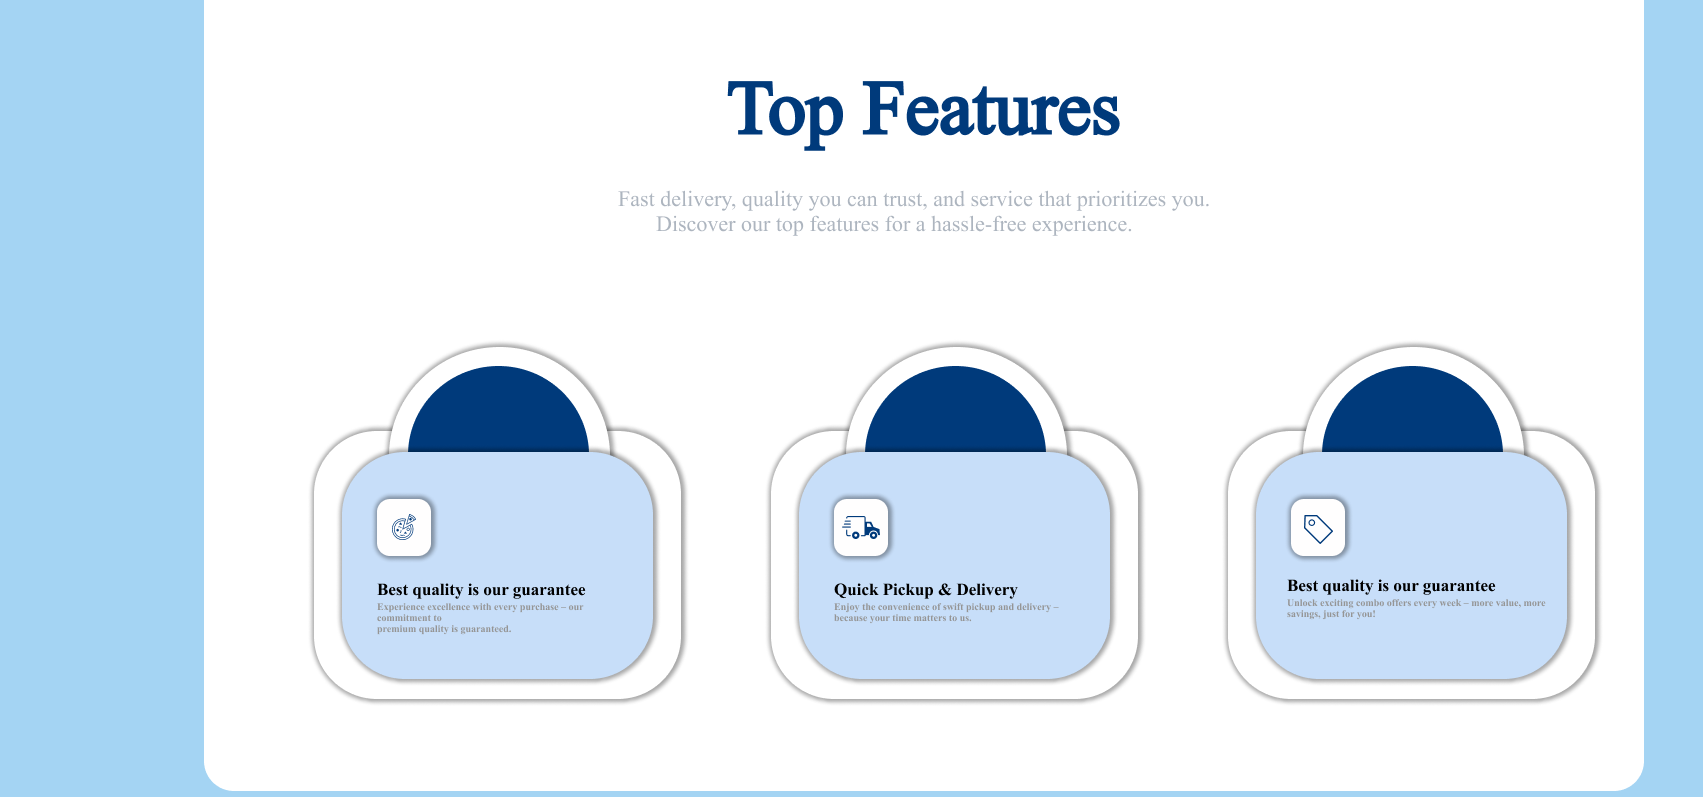 Top Features
Fast delivery, quality you can trust, and service that prioritizes you.
Discover our top features for a hassle-free experience.
Best quality is our guarantee
Experience excellence with every purchase – our
commitment to
premium quality is guaranteed.
Quick Pickup & Delivery
Enjoy the convenience of swift pickup and delivery –
because your time matters to us.
Best quality is our guarantee
Unlock exciting combo offers every week – more value, more
savings, just for you!